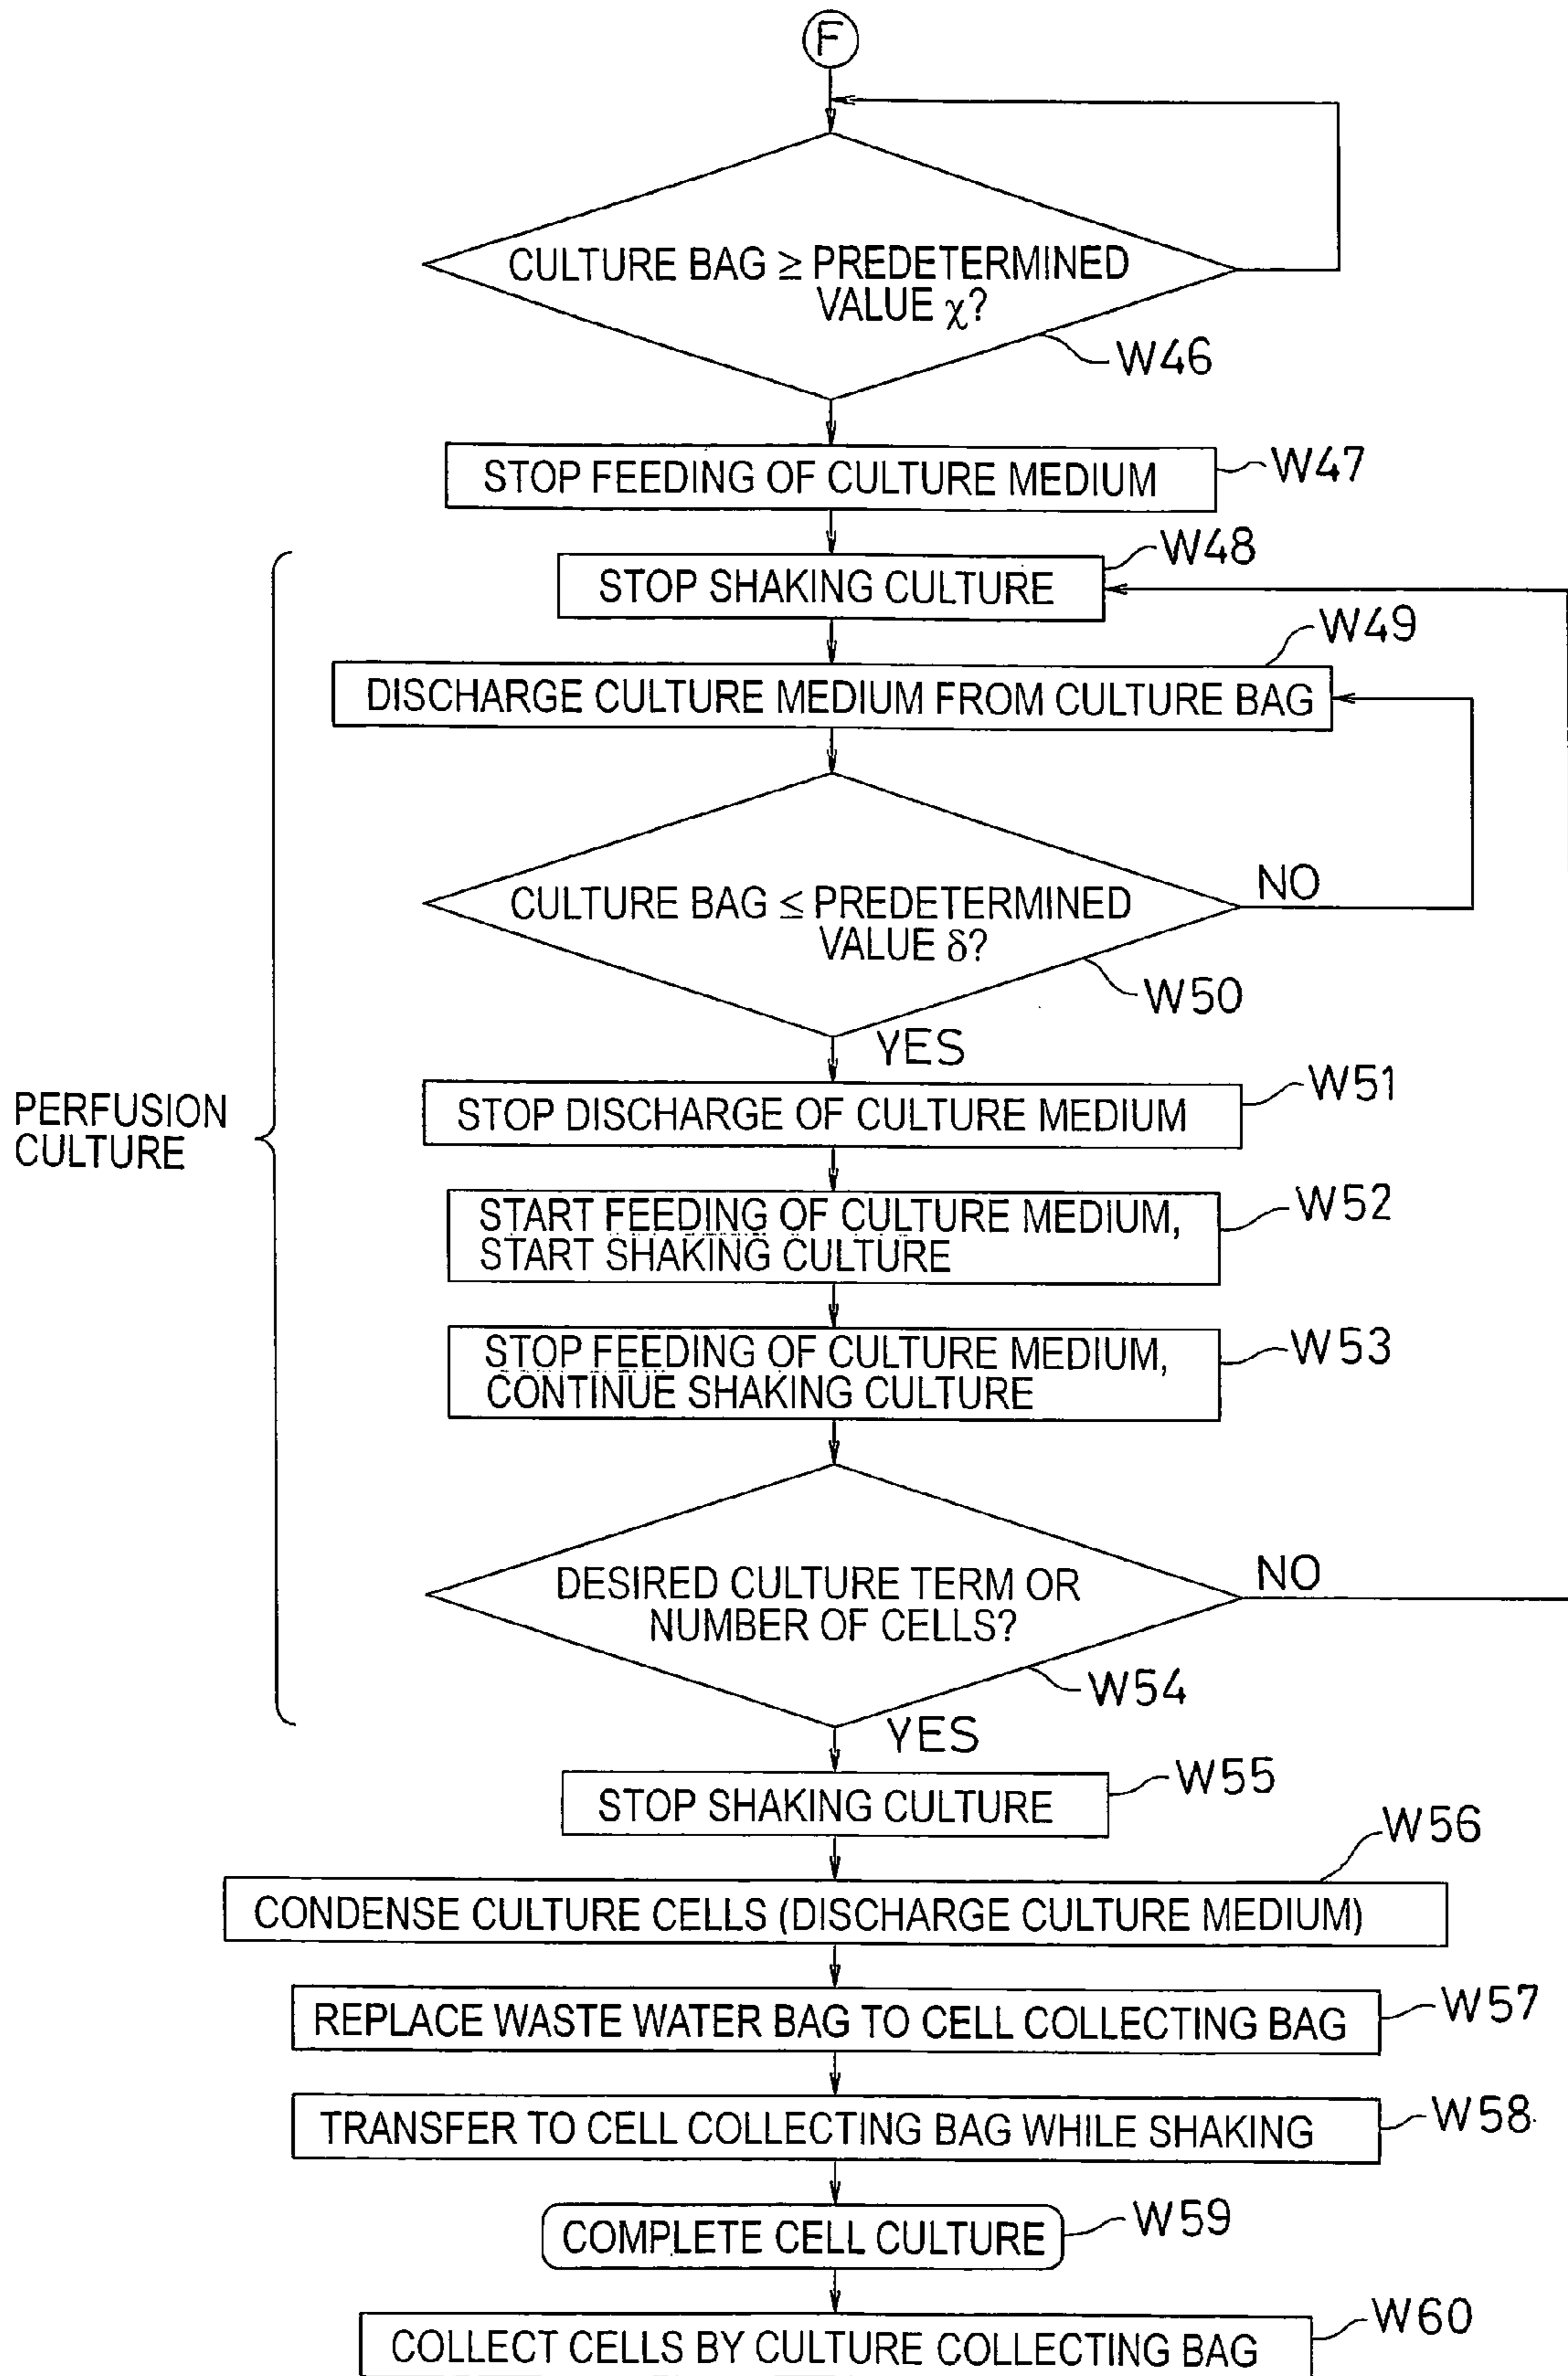 F
CULTURE BAG ≥ PREDETERMINED
VALUE χ?
W46
STOP FEEDING OF CULTURE MEDIUM
W47
W48
STOP SHAKING CULTURE
W49
DISCHARGE CULTURE MEDIUM FROM CULTURE BAG
NO
CULTURE BAG ≤ PREDETERMINED
VALUE δ?
W50
YES
W51
STOP DISCHARGE OF CULTURE MEDIUM
PERFUSION
CULTURE
START FEEDING OF CULTURE MEDIUM,
START SHAKING CULTURE
W52
STOP FEEDING OF CULTURE MEDIUM,
CONTINUE SHAKING CULTURE
W53
NO
DESIRED CULTURE TERM OR
NUMBER OF CELLS?
W54
YES
W55
STOP SHAKING CULTURE
W56
CONDENSE CULTURE CELLS (DISCHARGE CULTURE MEDIUM)
REPLACE WASTE WATER BAG TO CELL COLLECTING BAG
W57
TRANSFER TO CELL COLLECTING BAG WHILE SHAKING
W58
COMPLETE CELL CULTURE
W59
COLLECT CELLS BY CULTURE COLLECTING BAG
W60